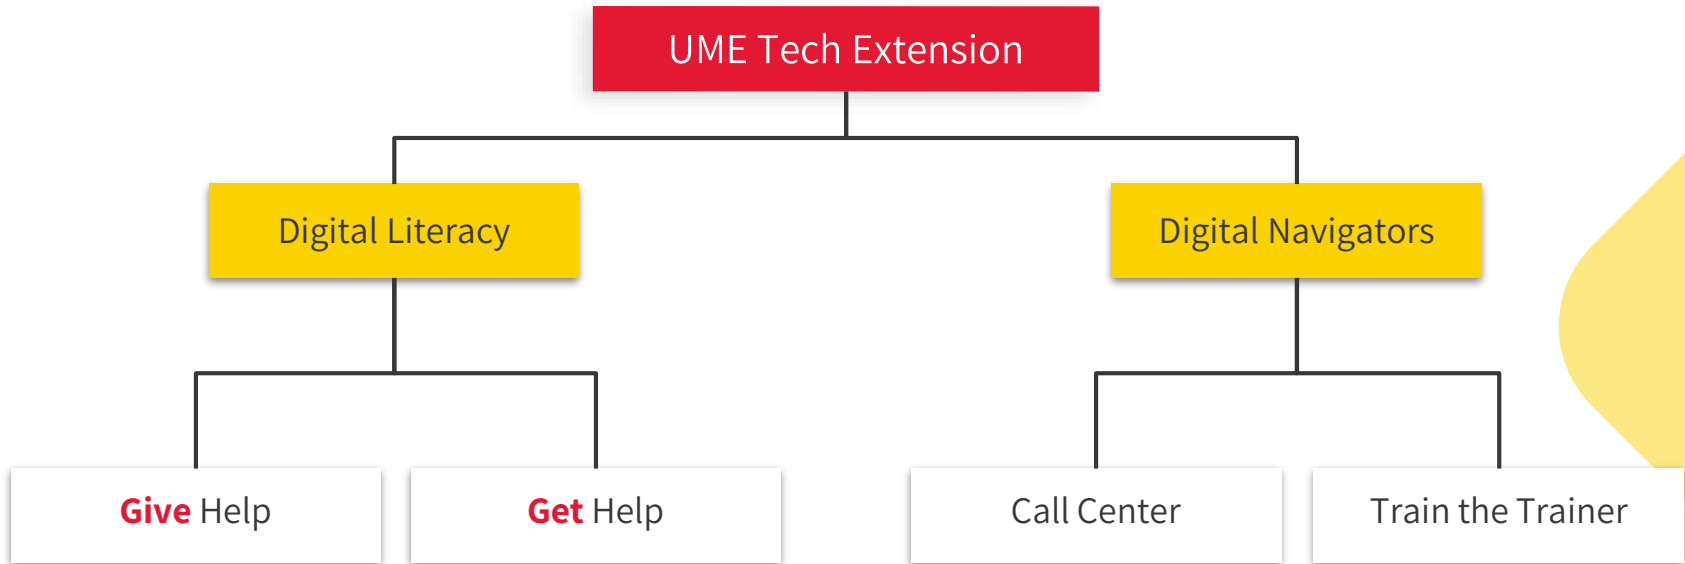 UME Tech Extension
Digital Literacy
Digital Navigators
Give Help
Get Help
Call Center
Train the Trainer